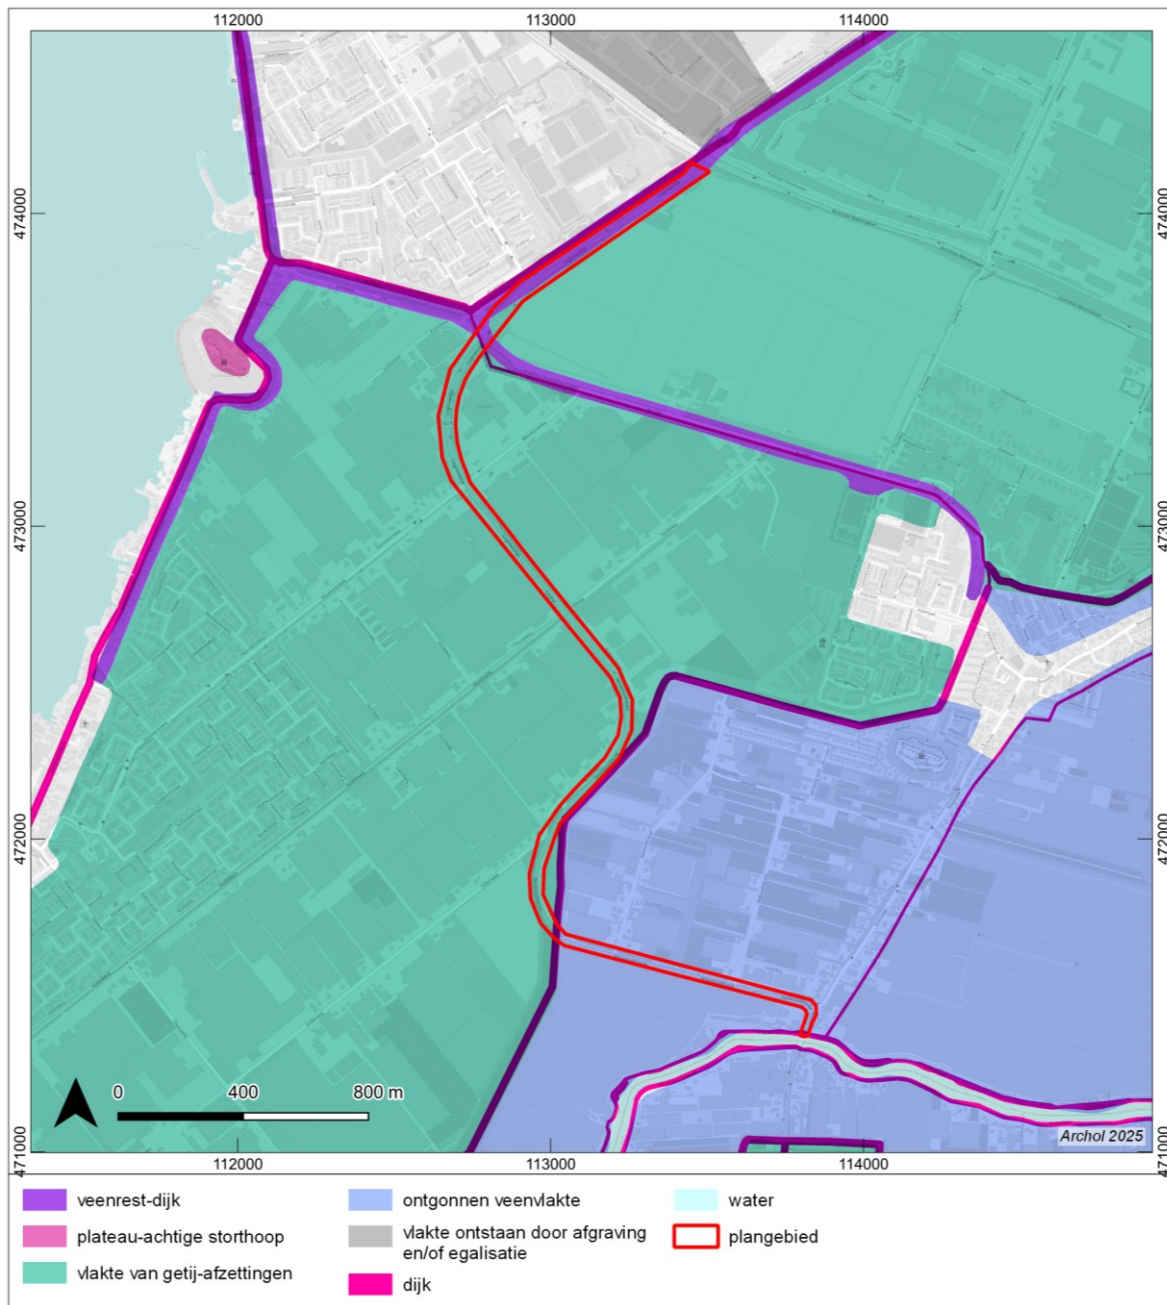 112000 113000 114000
474000 474000
473000 473000
472000 472000
471000 471000
0 400 800 m
Archol 2025
112000 113000 114000
veenrest-dijk
plateau-achtige storthoop
vlakte van getij-afzettingen
ontgonnen veenvlakte
vlakte ontstaan door afgraving
en/of egalisatie
dijk
water
plangebied